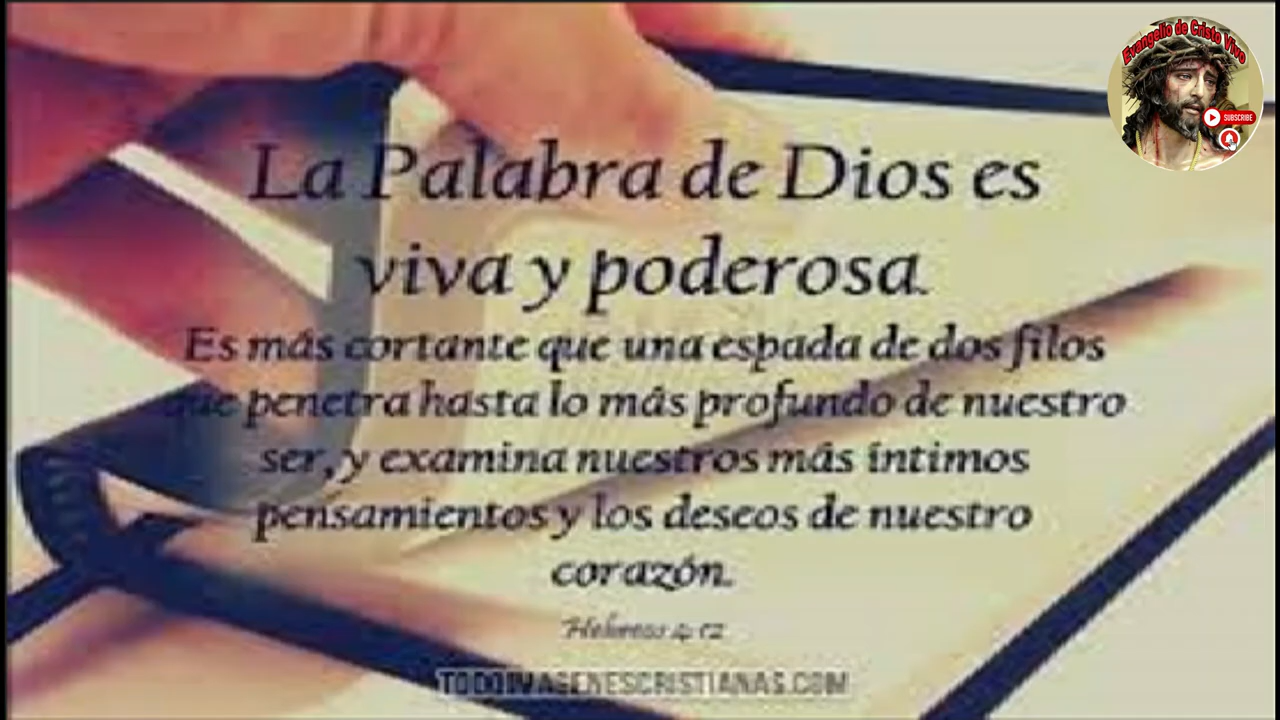 Evangelio de Cristo Vivo
SUBSCRIBE
La Palabra de Dios es
viva y poderosa.
Es más cortante que una espada de dos filos
que penetra hasta lo más profundo de nuestro
ser, y examina nuestros más íntimos
pensamientos y los deseos de nuestro
corazón.
Hebreos 4:12
TODOIMAGENESCRISTIANAS.COM